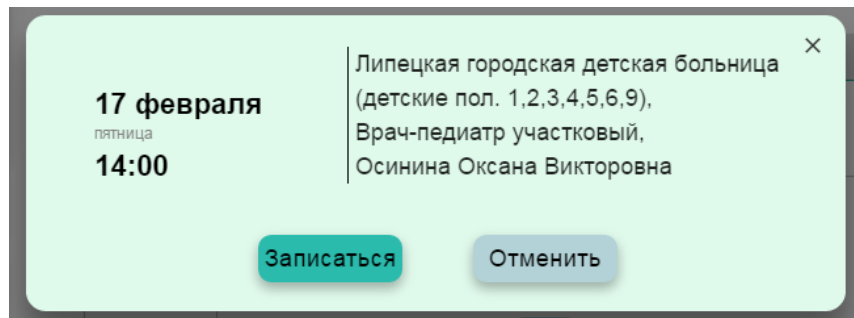 17 февраля
пятница
14:00
Липецкая городская детская больница
(детские пол. 1,2,3,4,5,6,9),
Врач-педиатр участковый,
Осинина Оксана Викторовна
Записаться
Отменить